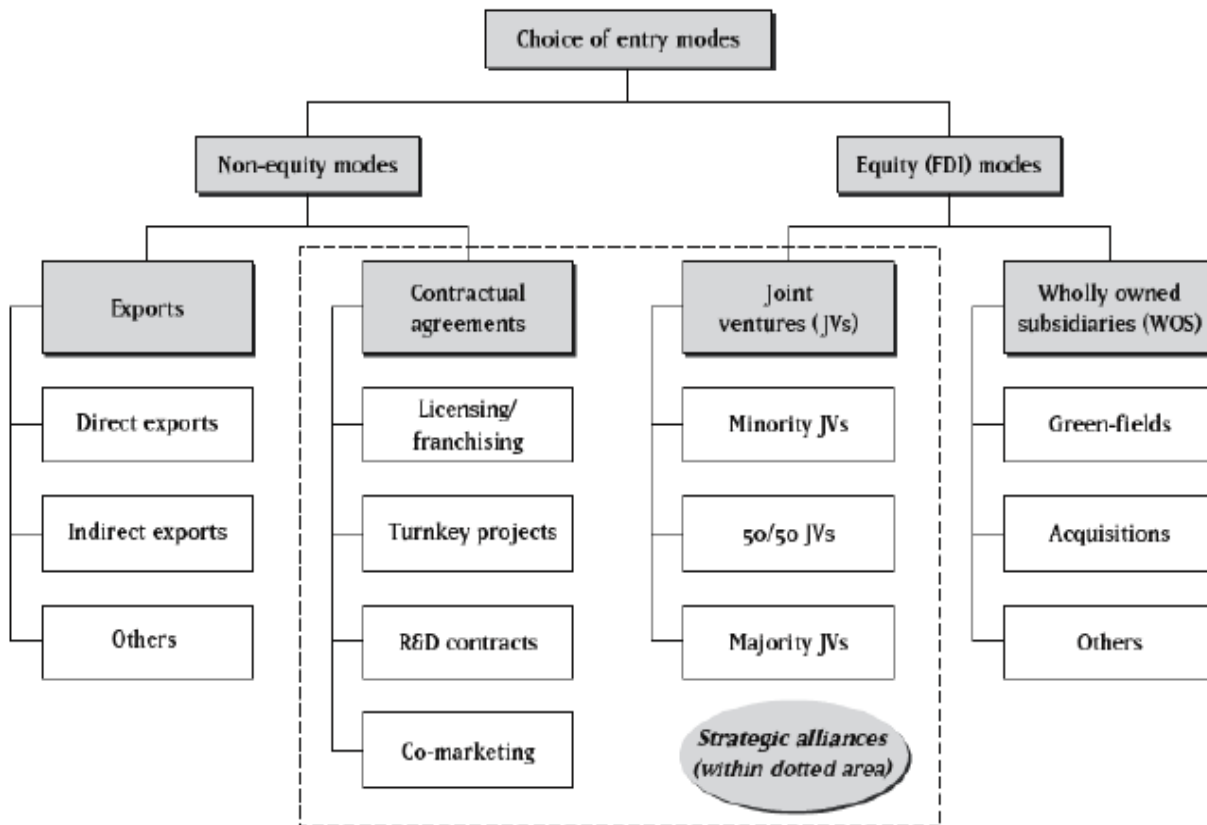 Choice of entry modes
Non-equity modes
Equity (FDI) modes
Exports
Contractual
agreements
Joint
ventures (JVs)
Wholly owned
subsidiaries (WOS)
Direct exports
Licensing/
franchising
Minority JVs
Green-fields
Indirect exports
Turnkey projects
50/50 JVs
Acquisitions
Others
R&D contracts
Majority JVs
Others
Co-marketing
Strategic alliances
(within dotted area)